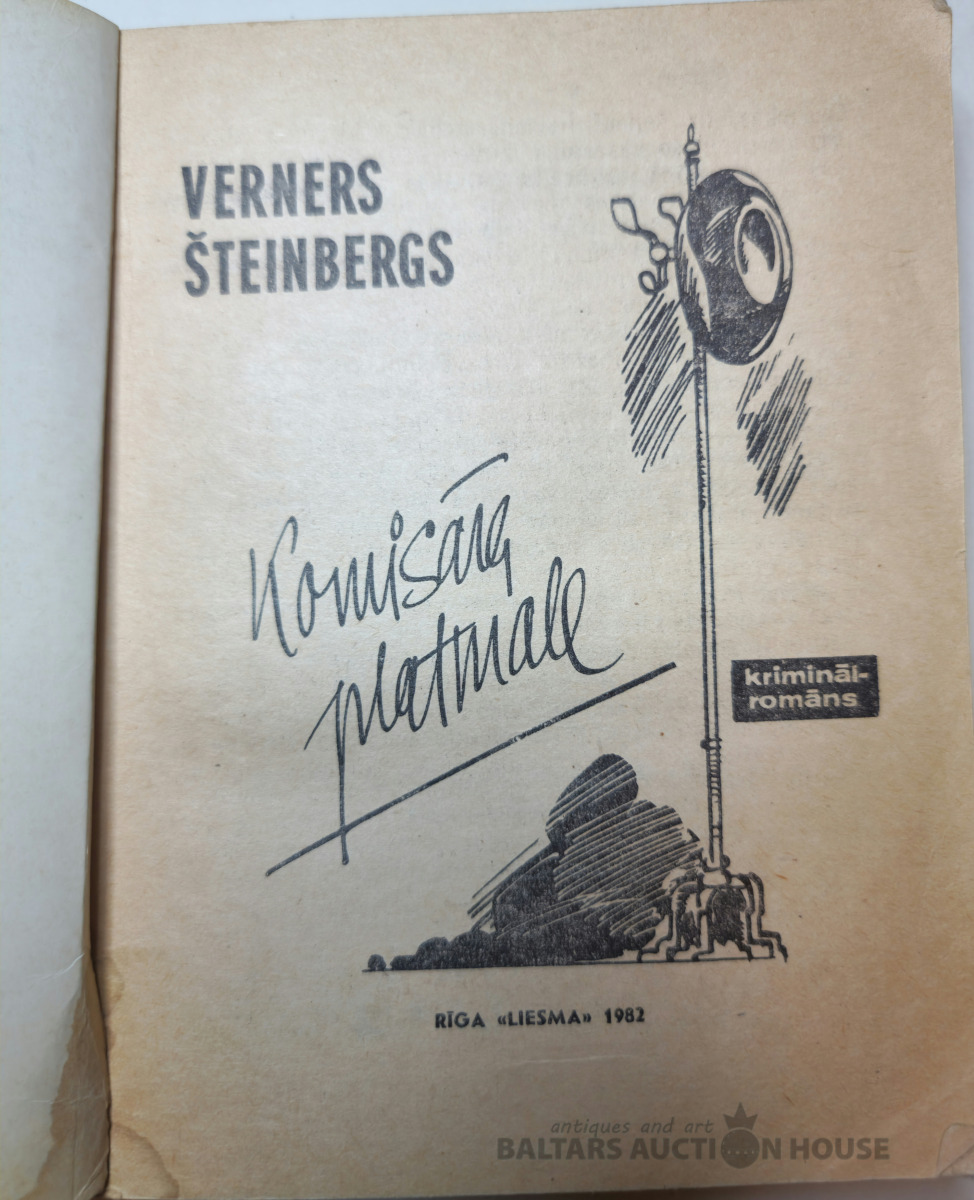 VERNERS
ŠTEINBERGS
Komisāra
platmale
krimināl-
romāns
RĪGA «LIESMA» 1982
antiques and art
BALTARS AUCTION HOUSE